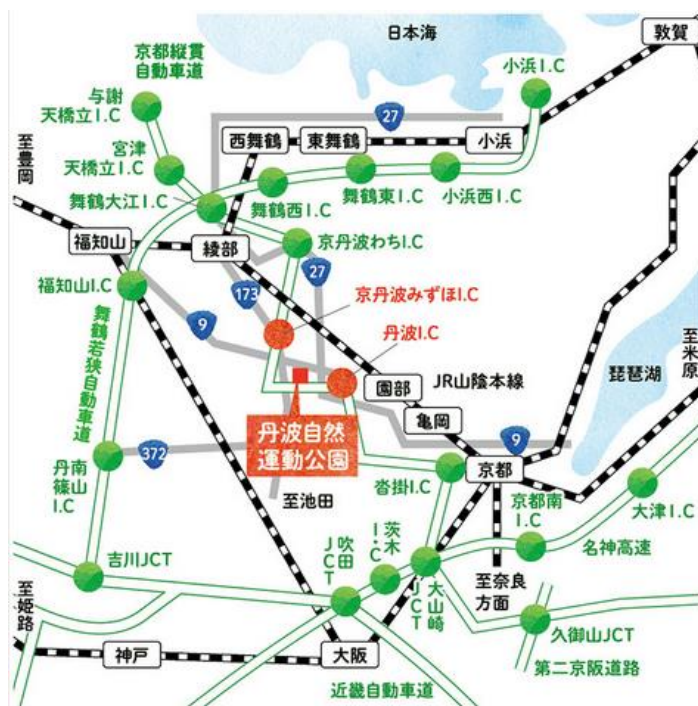 日本海
敦賀
京都縦貫
自動車道
小浜I.C
与謝
天橋立I.C
27
西舞鶴
東舞鶴
小浜
宮津
天橋立I.C
至豊岡
舞鶴大江I.C
舞鶴西I.C
舞鶴東I.C
小浜西I.C
福知山
綾部
京丹波わちI.C
福知山I.C
173
27
京丹波みずほI.C
9
丹波I.C
舞鶴若狭自動車道
園部
JR山陰本線
琵琶湖
至米原
亀岡
丹波自然
運動公園
9
372
京都
丹南
篠山
I.C
至池田
沓掛I.C
京都南
I.C
大津I.C
名神高速
吹田
JCT
茨木
I.C
吉川JCT
大山崎
JCT
至奈良
方面
至姫路
久御山JCT
神戸
大阪
第二京阪道路
近畿自動車道